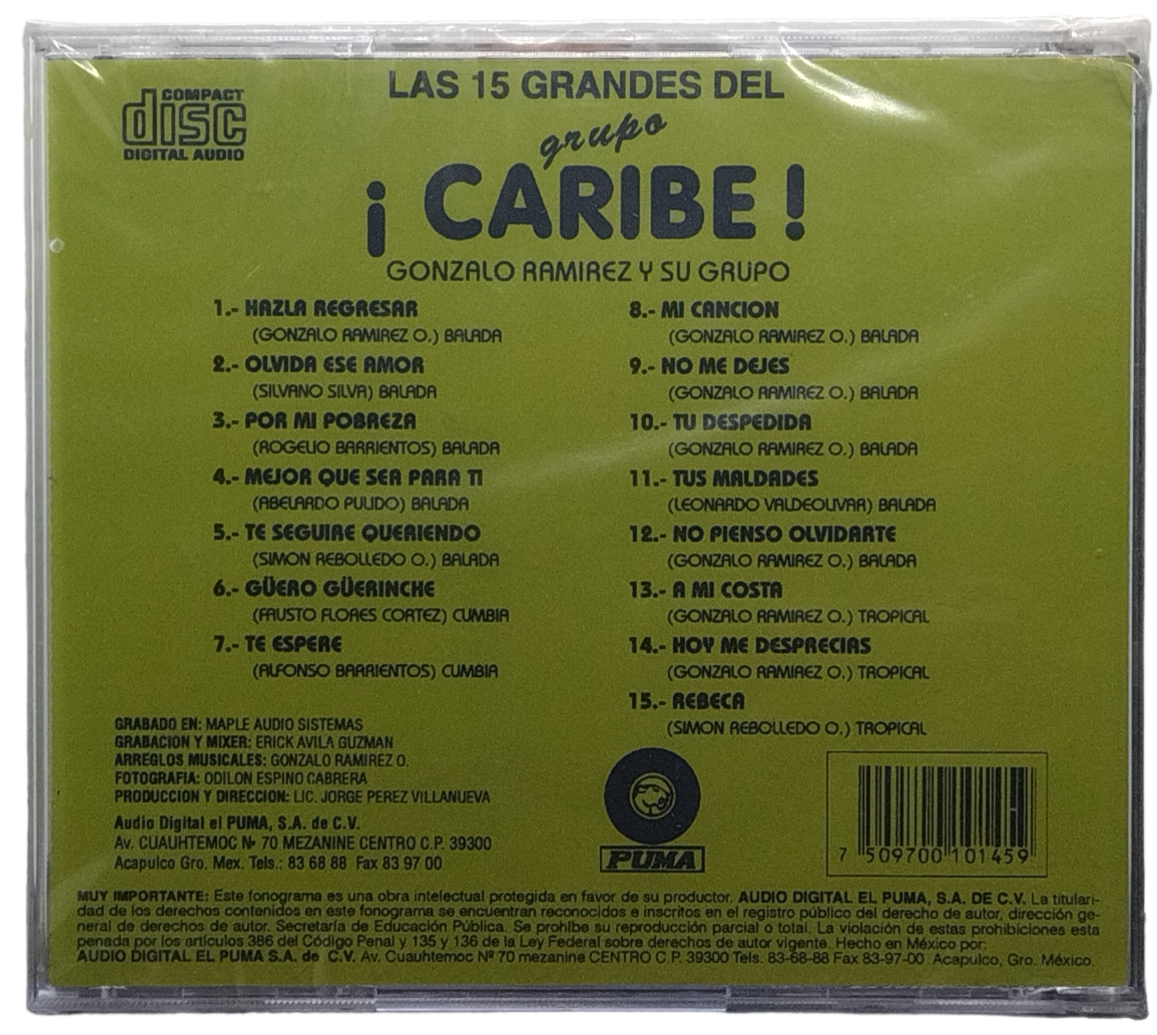 COMPACT
disc
DIGITAL AUDIO
LAS 15 GRANDES DEL
grupo
¡ CARIBE !
GONZALO RAMIREZ Y SU GRUPO
1.- HAZLA REGRESAR
(GONZALO RAMIREZ O.) BALADA
2.- OLVIDA ESE AMOR
(SILVANO SILVA) BALADA
3.- POR MI POBREZA
(ROGELIO BARRIENTOS) BALADA
4.- MEJOR QUE SER PARA TI
(ABELARDO PULIDO) BALADA
5.- TE SEGUIRE QUERIENDO
(SIMON REBOLLEDO O.) BALADA
6.- GÜERO GÜERINCHE
(FAUSTO FLORES CORTEZ) CUMBIA
7.- TE ESPERE
(ALFONSO BARRIENTOS) CUMBIA
8.- MI CANCION
(GONZALO RAMIREZ O.) BALADA
9.- NO ME DEJES
(GONZALO RAMIREZ O.) BALADA
10.- TU DESPEDIDA
(GONZALO RAMIREZ O.) BALADA
11.- TUS MALDADES
(LEONARDO VALDEOLIVAR) BALADA
12.- NO PIENSO OLVIDARTE
(GONZALO RAMIREZ O.) BALADA
13.- A MI COSTA
(GONZALO RAMIREZ O.) TROPICAL
14.- HOY ME DESPRECIAS
(GONZALO RAMIREZ O.) TROPICAL
15.- REBECA
(SIMON REBOLLEDO O.) TROPICAL
GRABADO EN: MAPLE AUDIO SISTEMAS
GRABACION Y MIXER: ERICK AVILA GUZMAN
ARREGLOS MUSICALES: GONZALO RAMIREZ O.
FOTOGRAFIA: ODILON ESPINO CABRERA
PRODUCCION Y DIRECCION: LIC. JORGE PEREZ VILLANUEVA
Audio Digital el PUMA, S.A. de C.V.
Av. CUAUHTEMOC Nº 70 MEZANINE CENTRO C.P. 39300
Acapulco Gro. Mex. Tels.: 83 68 88 Fax 83 97 00
PUMA
7 509700 101459
MUY IMPORTANTE: Este fonograma es una obra intelectual protegida en favor de su productor. AUDIO DIGITAL EL PUMA, S.A. DE C.V. La titulari-
dad de los derechos contenidos en este fonograma se encuentran reconocidos e inscritos en el registro público del derecho de autor, dirección ge-
neral de derechos de autor. Secretaría de Educación Pública. Se prohíbe su reproducción parcial o total. La violación de estas prohibiciones esta
penada por los artículos 386 del Código Penal y 135 y 136 de la Ley Federal sobre derechos de autor vigente. Hecho en México por:
AUDIO DIGITAL EL PUMA S.A. de C.V. Av. Cuauhtemoc Nº 70 mezanine CENTRO C.P. 39300 Tels. 83-68-88 Fax 83-97-00 Acapulco, Gro. México.